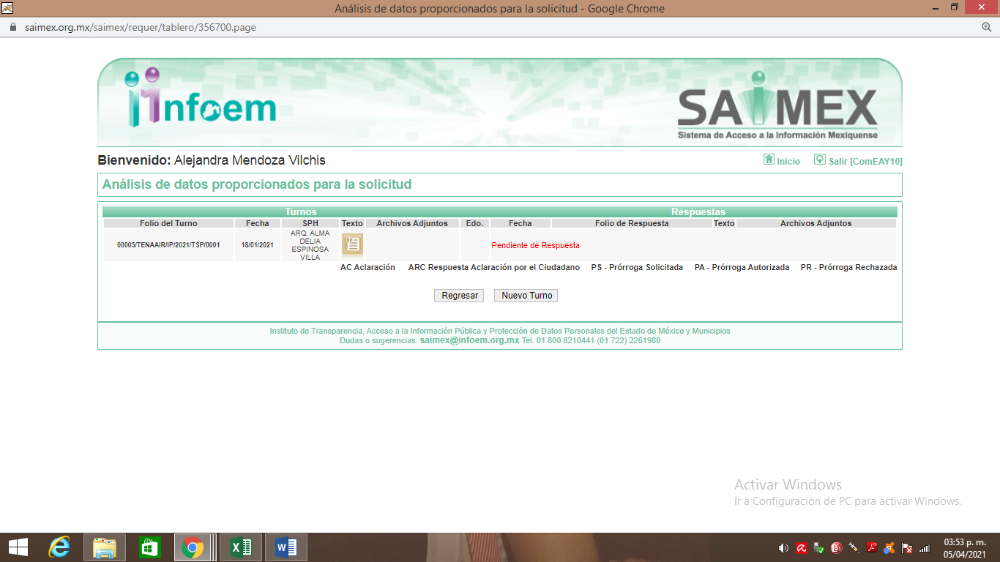 Análisis de datos proporcionados para la solicitud - Google Chrome
saimex.org.mx/saimex/requer/tablero/356700.page
infoem
SAIMEX
Sistema de Acceso a la Información Mexiquense
Bienvenido: Alejandra Mendoza Vilchis
Inicio Salir [ComEAY10]
Análisis de datos proporcionados para la solicitud
Turnos Respuestas
Folio del Turno Fecha SPH Texto Archivos Adjuntos Edo. Fecha Folio de Respuesta Texto Archivos Adjuntos
00005/TENAAIR/IP/2021/TSP/0001 18/01/2021 ARQ. ALMA
DELIA
ESPINOSA
VILLA
Pendiente de Respuesta
AC Aclaración ARC Respuesta Aclaración por el Ciudadano PS - Prórroga Solicitada PA - Prórroga Autorizada PR - Prórroga Rechazada
Regresar Nuevo Turno
Instituto de Transparencia, Acceso a la Información Pública y Protección de Datos Personales del Estado de México y Municipios
Dudas o sugerencias: saimex@infoem.org.mx Tel. 01 800 8210441 (01 722) 2261980
Activar Windows
Ir a Configuración de PC para activar Windows.
03:53 p. m.
05/04/2021